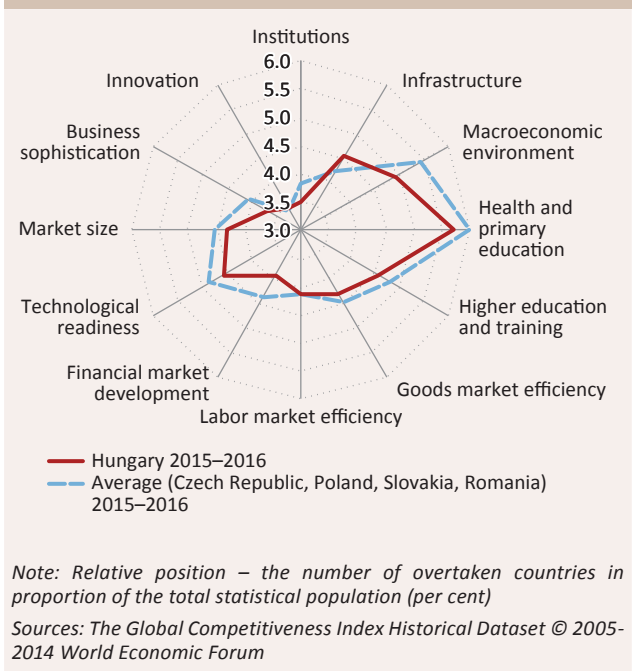 Institutions
Infrastructure
Macroeconomic
environment
Health and
primary
education
Higher education
and training
Goods market efficiency
Labor market efficiency
Financial market
development
Technological
readiness
Market size
Business
sophistication
Innovation
6.0
5.5
5.0
4.5
4.0
3.5
3.0
Hungary 2015–2016
Average (Czech Republic, Poland, Slovakia, Romania)
2015–2016
Note: Relative position – the number of overtaken countries in
proportion of the total statistical population (per cent)
Sources: The Global Competitiveness Index Historical Dataset © 2005-
2014 World Economic Forum